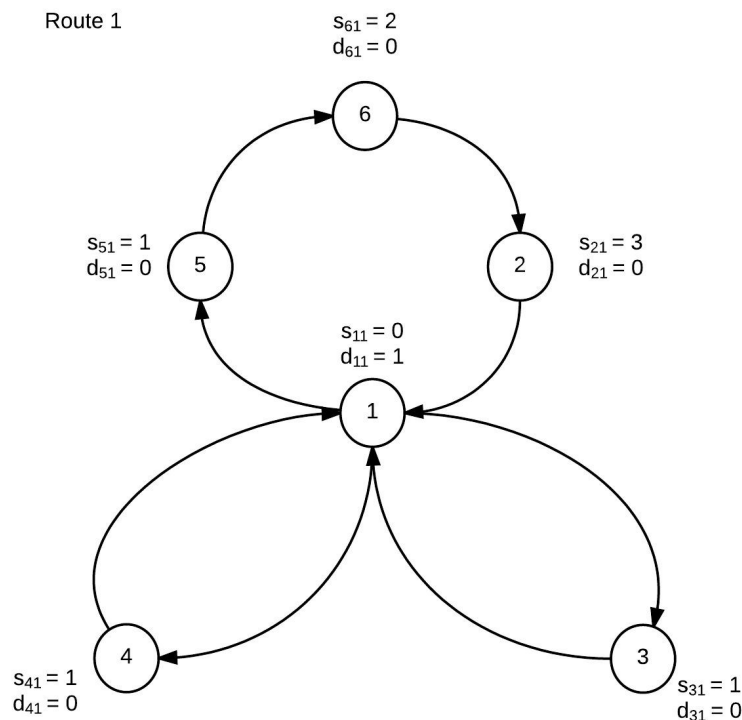 Route 1
s₆₁ = 2
d₆₁ = 0
6
s₅₁ = 1
d₅₁ = 0
5
2
s₂₁ = 3
d₂₁ = 0
s₁₁ = 0
d₁₁ = 1
1
4
3
s₄₁ = 1
d₄₁ = 0
s₃₁ = 1
d₃₁ = 0